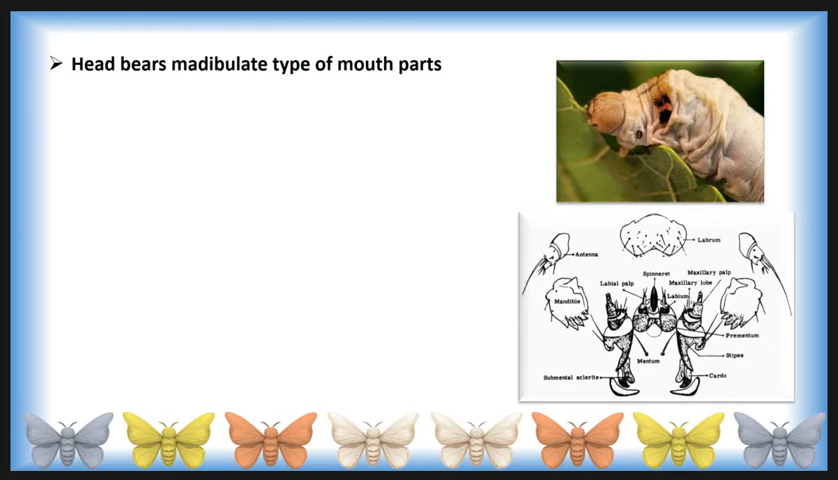 ➢ Head bears madibulate type of mouth parts
Labrum
Antenna
Spinneret
Maxillary palp
Labial palp
Maxillary lobe
Mandible
Labium
Prementum
Mentum
Stipes
Submental sclerite
Cardo